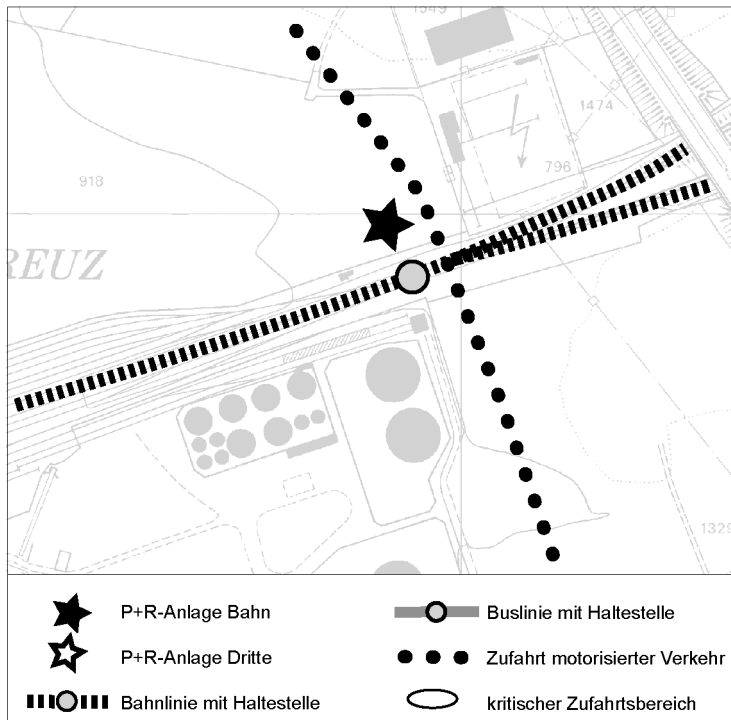 1549
1474
796
918
REUZ
1329
P+R-Anlage Bahn
Buslinie mit Haltestelle
P+R-Anlage Dritte
Zufahrt motorisierter Verkehr
Bahnlinie mit Haltestelle
kritischer Zufahrtsbereich